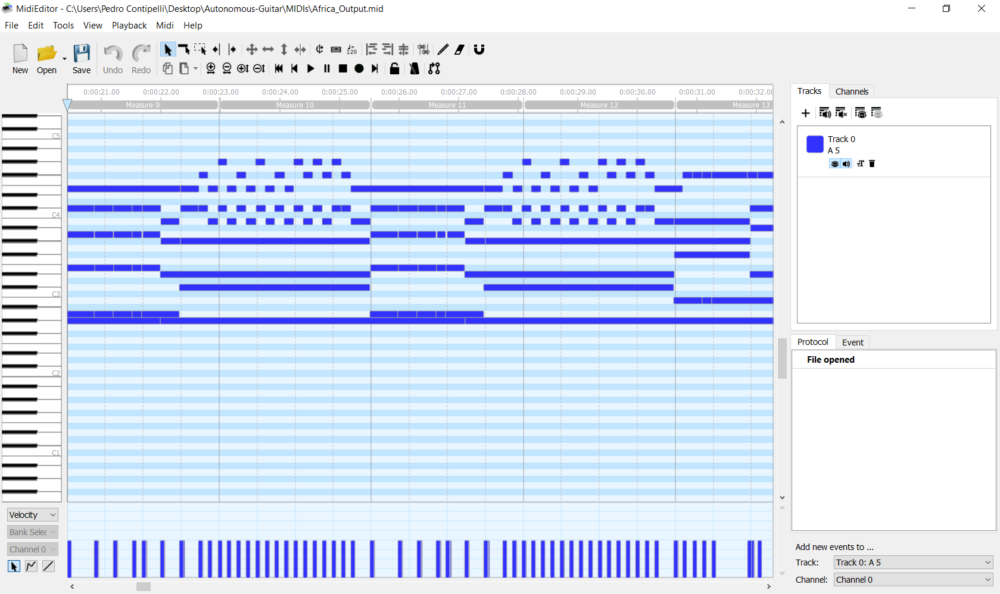 MidiEditor - C:\Users\Pedro Contipelli\Desktop\Autonomous-Guitar\MIDIs\Africa_Output.mid
File Edit Tools View Playback Midi Help
New Open Save Undo Redo
120
0:00:21.00 0:00:22.00 0:00:23.00 0:00:24.00 0:00:25.00 0:00:26.00 0:00:27.00 0:00:28.00 0:00:29.00 0:00:30.00 0:00:31.00 0:00:32.00
Measure 9 Measure 10 Measure 11 Measure 12 Measure 13
C5
C4
C3
C2
C1
Velocity
Bank Selec
Channel 0
Tracks Channels
Track 0
A 5
Protocol Event
File opened
Add new events to ...
Track: Track 0: A 5
Channel: Channel 0